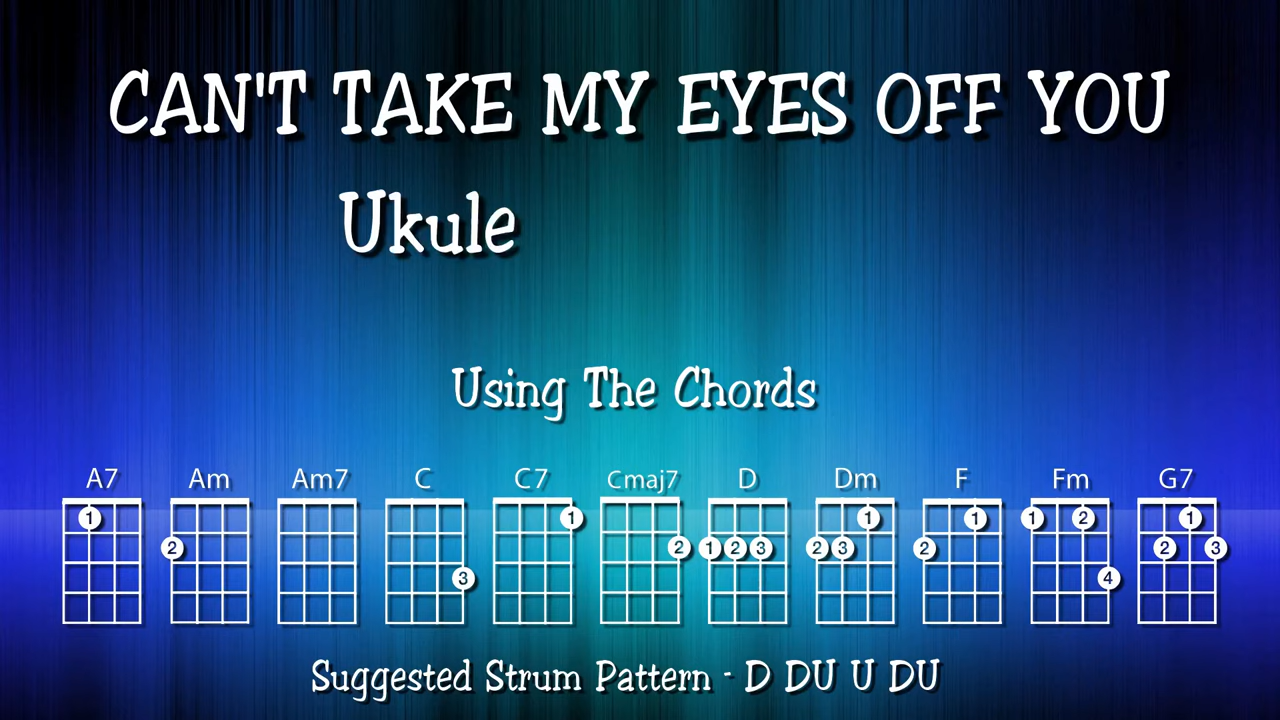 CAN'T TAKE MY EYES OFF YOU
Ukule
Using The Chords
A7 Am Am7 C C7 Cmaj7 D Dm F Fm G7
1 1 1 1 1 2 1
2 2 1 2 3 2 3 2 2 3
3 4
Suggested Strum Pattern - D DU U DU